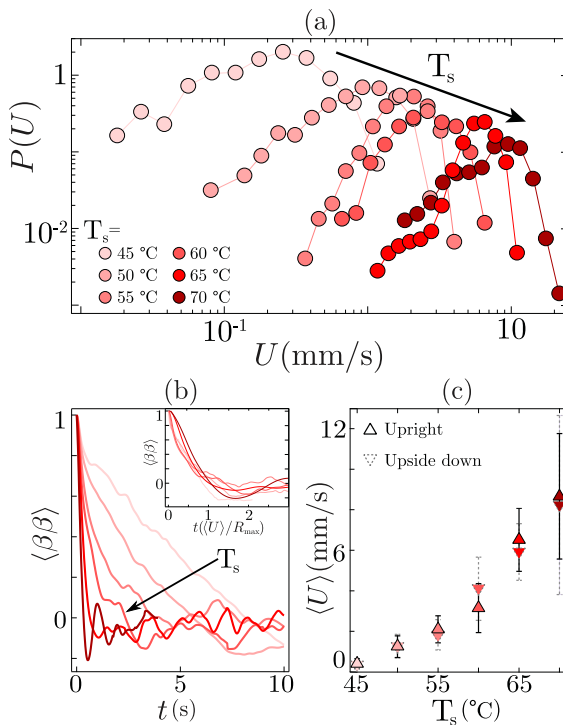 (a)
1
10⁻²
P(U)
T_s
T_s=
45 °C
50 °C
55 °C
60 °C
65 °C
70 °C
10⁻¹
10
U(mm/s)
(b)
1
0
⟨ββ⟩
T_s
0
5
10
t(s)
⟨ββ⟩
0
0
1
2
3
t(⟨U⟩/R_max)
(c)
12
6
0
⟨U⟩(mm/s)
Upright
Upside down
45
55
65
T_s(°C)